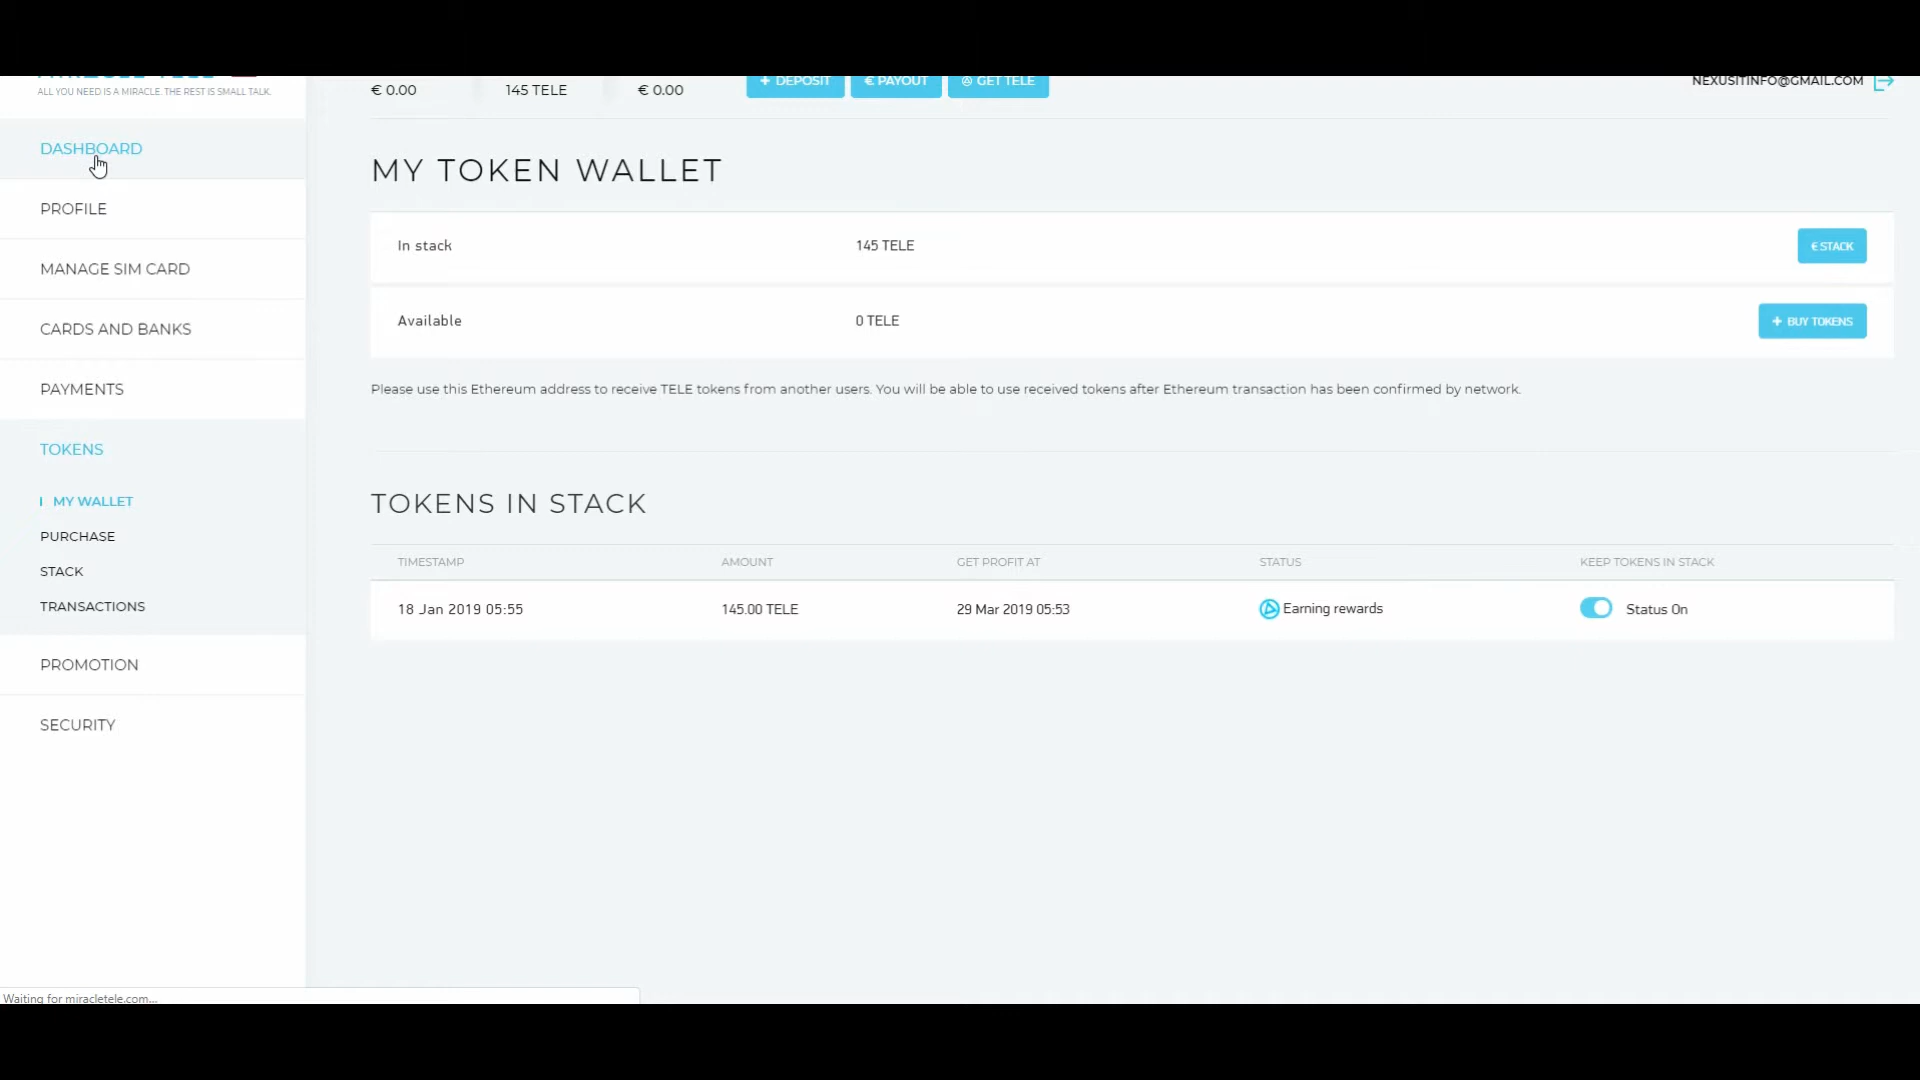 ALL YOU NEED IS A MIRACLE. THE REST IS SMALL TALK.
€ 0.00
145 TELE
€ 0.00
+ DEPOSIT
€ PAYOUT
GET TELE
NEXUSITINFO@GMAIL.COM
DASHBOARD
PROFILE
MANAGE SIM CARD
CARDS AND BANKS
PAYMENTS
TOKENS
MY WALLET
PURCHASE
STACK
TRANSACTIONS
PROMOTION
SECURITY
MY TOKEN WALLET
In stack 145 TELE € STACK
Available 0 TELE + BUY TOKENS
Please use this Ethereum address to receive TELE tokens from another users. You will be able to use received tokens after Ethereum transaction has been confirmed by network.
TOKENS IN STACK
TIMESTAMP AMOUNT GET PROFIT AT STATUS KEEP TOKENS IN STACK
18 Jan 2019 05:55 145.00 TELE 29 Mar 2019 05:53 Earning rewards Status On
Waiting for miracletele.com...